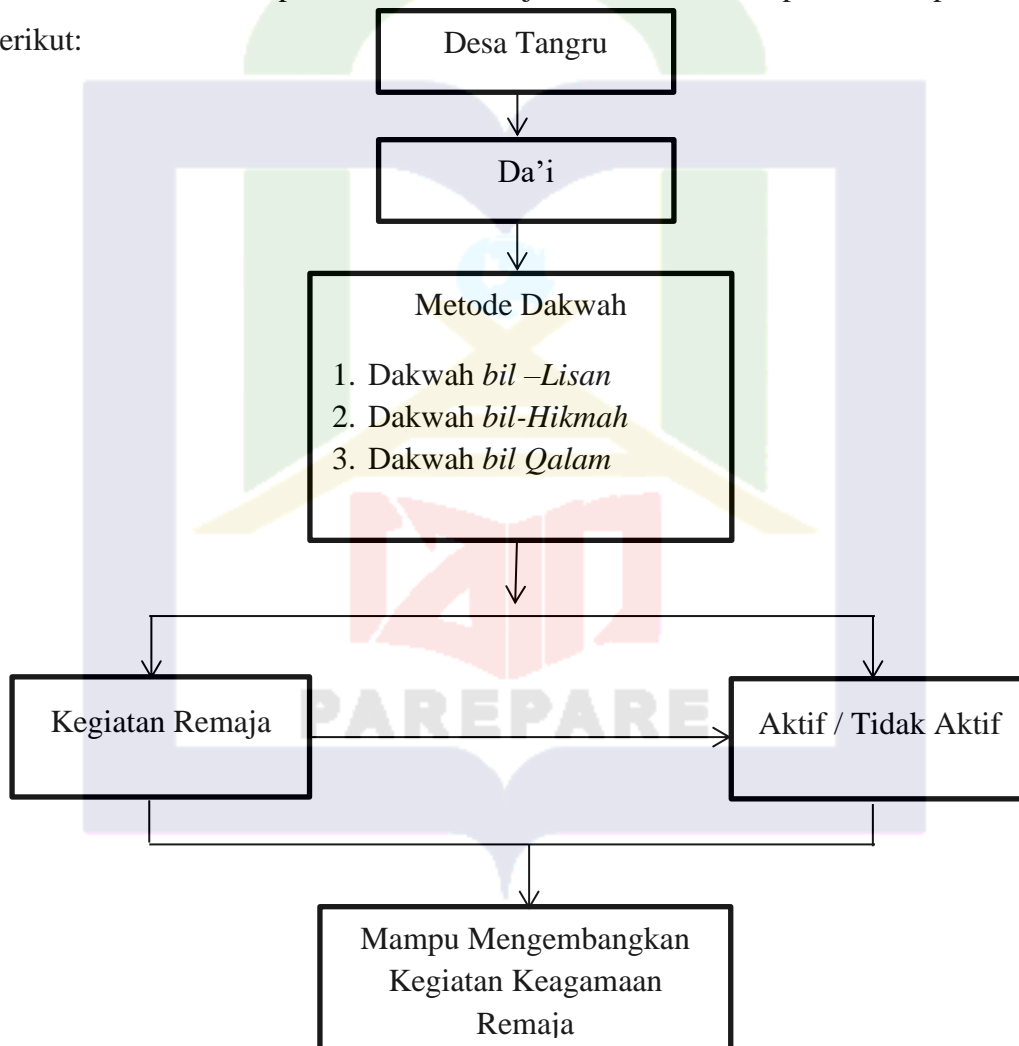 erikut:
Desa Tangru
Da’i
Metode Dakwah
1. Dakwah bil –Lisan
2. Dakwah bil-Hikmah
3. Dakwah bil Qalam
PAREPARE
Kegiatan Remaja
Aktif / Tidak Aktif
Mampu Mengembangkan
Kegiatan Keagamaan
Remaja